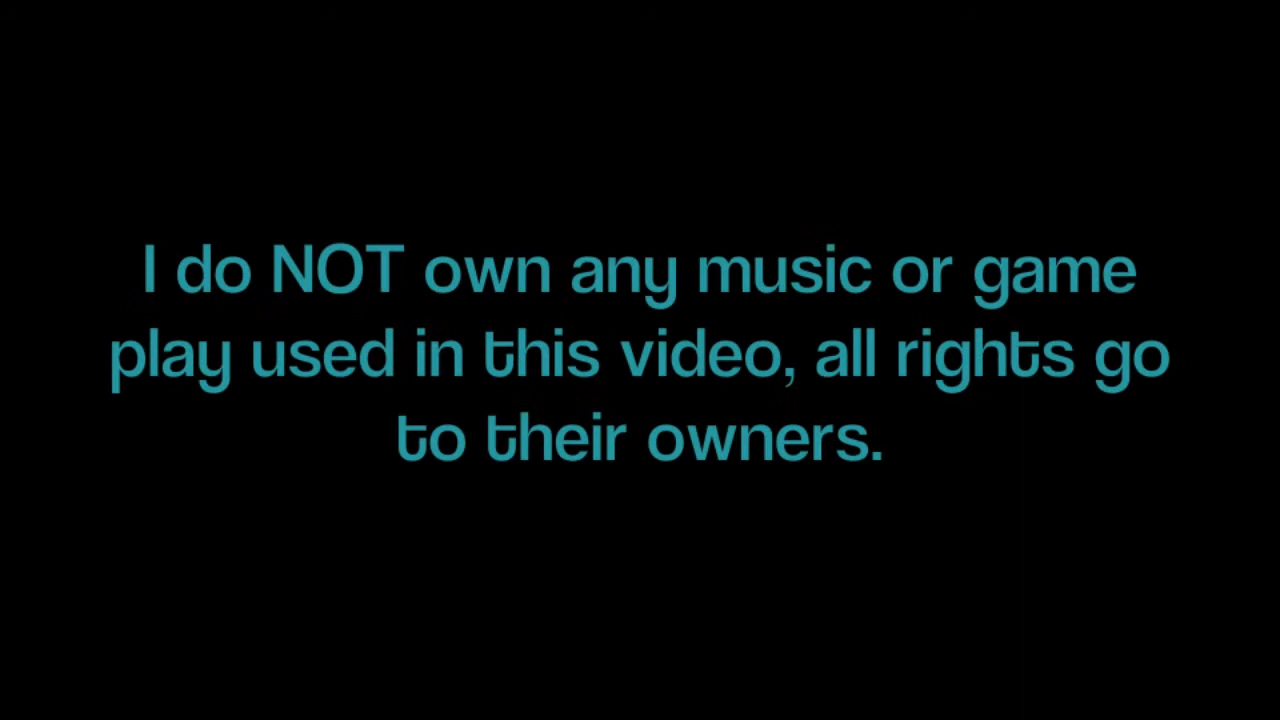 I do NOT own any music or game
play used in this video, all rights go
to their owners.